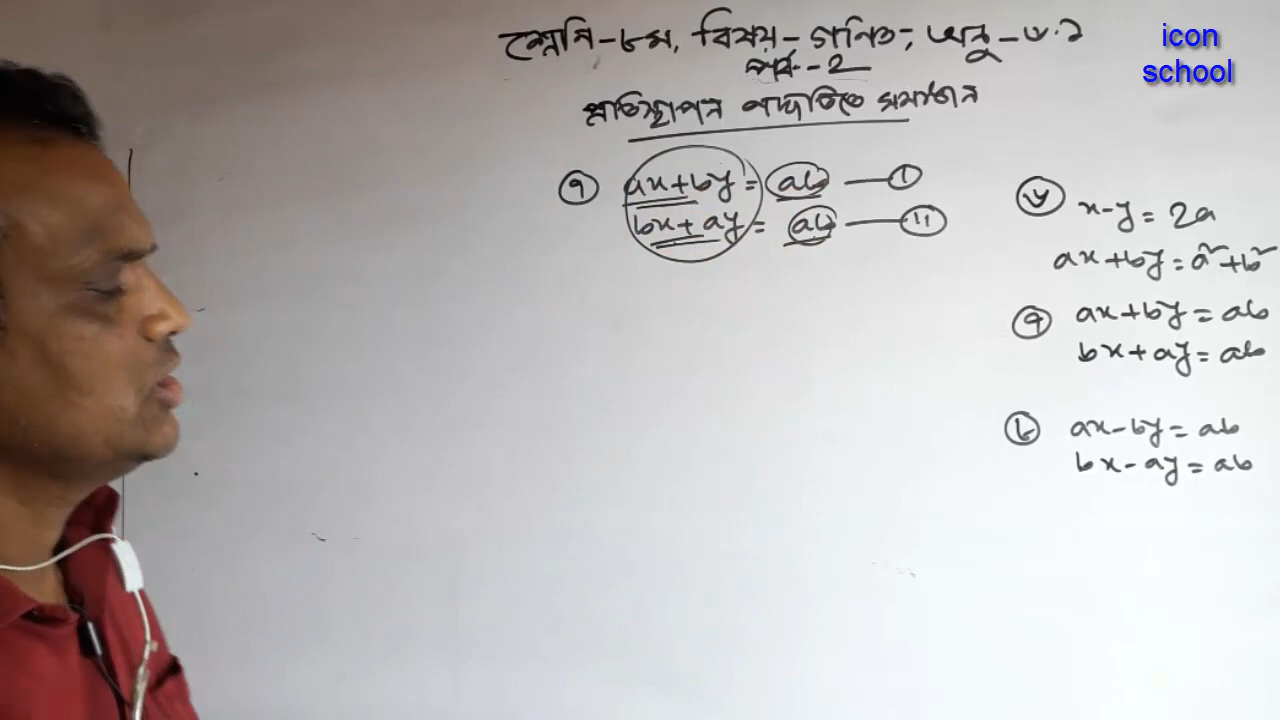 শ্রেনি-৮ম, বিষয়-গনিত, অনু-৬.১
পর্ব-2
প্রতিস্থাপন পদ্ধতিতে সমাধান
৭ ax+by = ab — i
bx+ay = ab — ii
৬ x-y = 2a
ax+by = a²+b²
৭ ax+by = ab
bx+ay = ab
৮ ax-by = ab
bx-ay = ab
icon
school